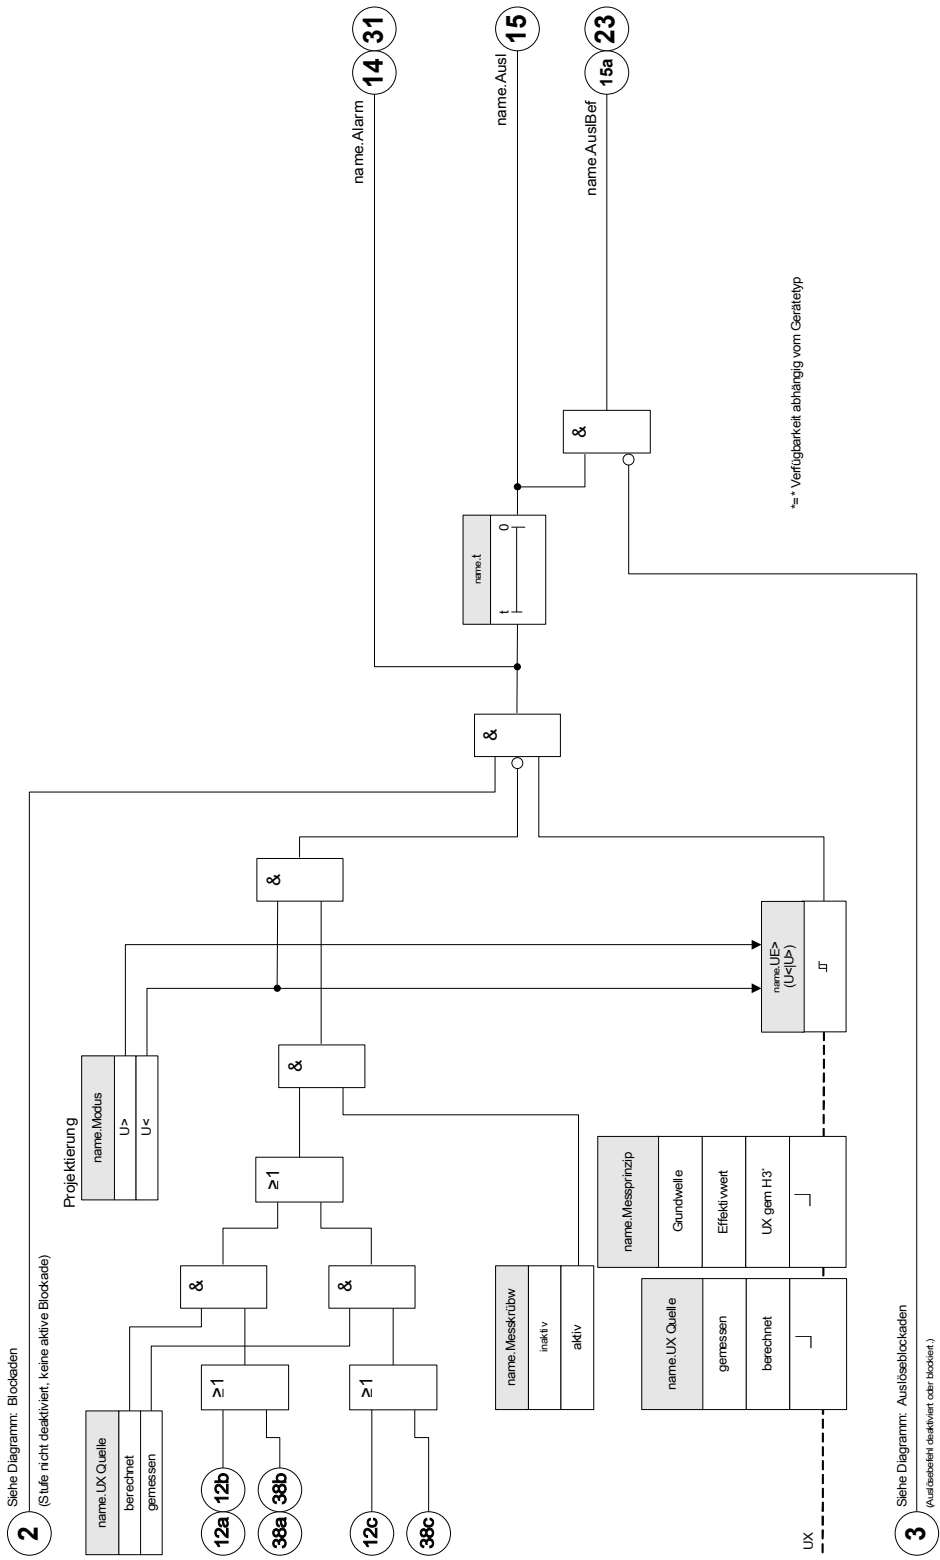 2
Siehe Diagramm: Blockaden
(Stufe nicht deaktiviert, keine aktive Blockade)
name.UX Quelle
berechnet
gemessen
12a
12b
38a
38b
12c
38c
≥1
≥1
&
&
≥1
&
&
Projektierung
name.Modus
U>
U<
name.Messkrübw
inaktiv
aktiv
name.UX Quelle
gemessen
berechnet
name.Messprinzip
Grundwelle
Effektivwert
UX gem H3*
UX
name.UE>
(U<|U>)
&
name.t
t
0
&
name.Alarm
14
31
name.Ausl
15
name.AuslBef
15a
23
*=* Verfügbarkeit abhängig vom Gerätetyp
3
Siehe Diagramm: Auslöseblockaden
(Auslösebefehl deaktiviert oder blockiert.)